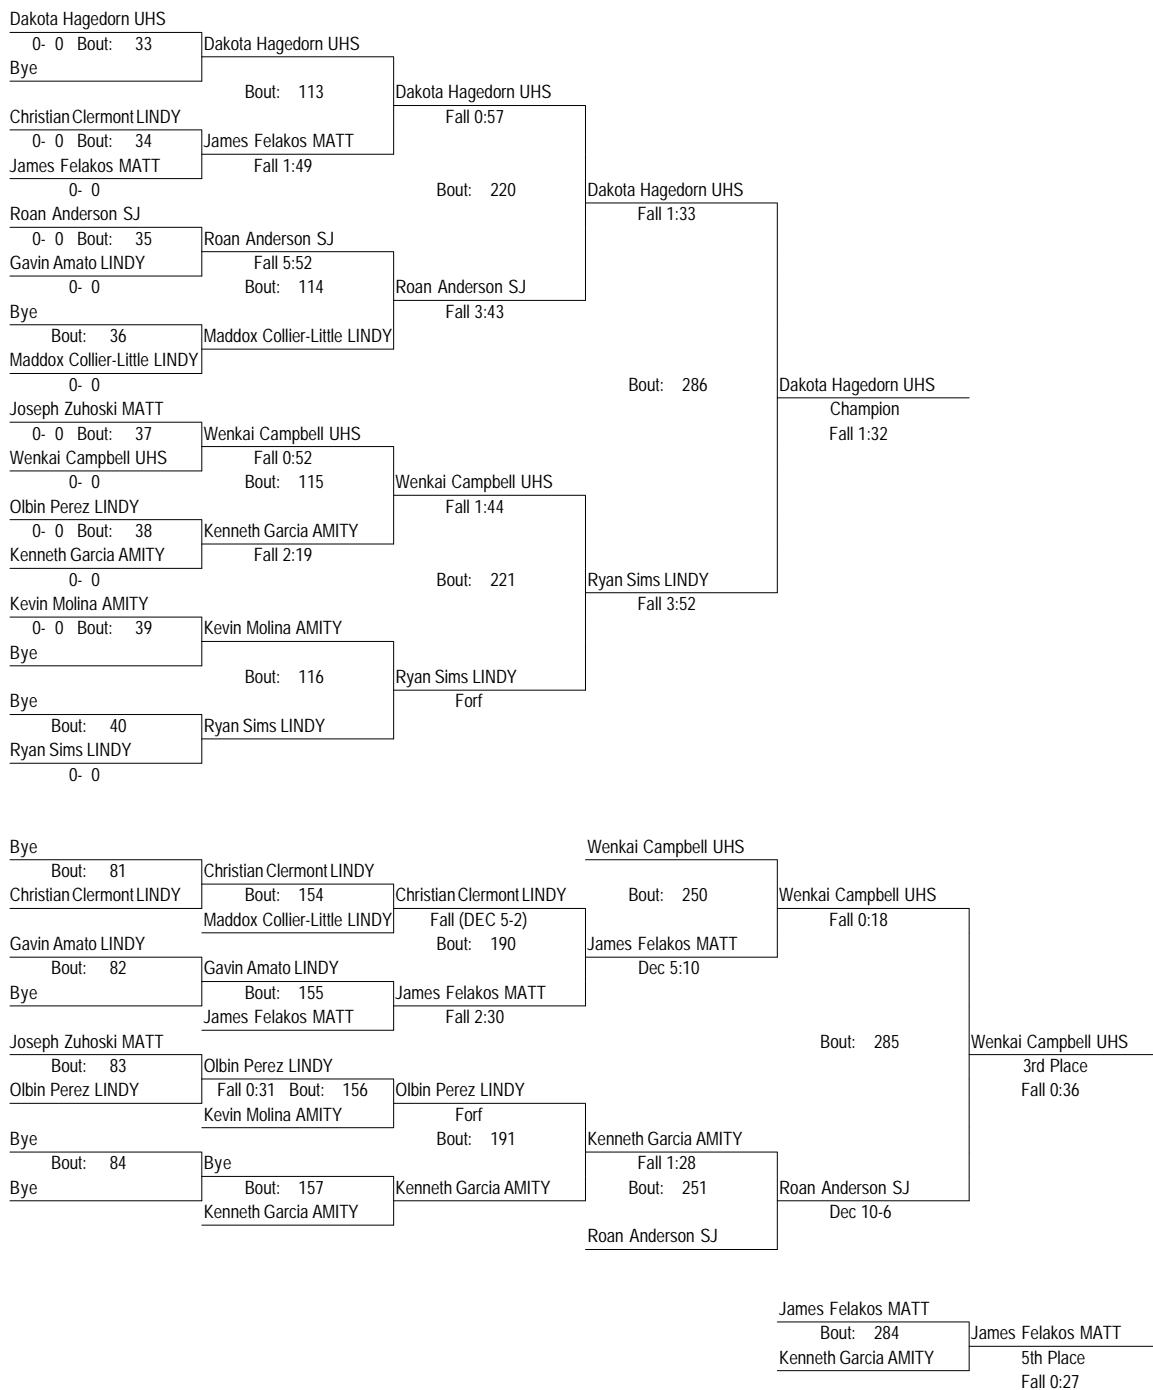 Dakota Hagedorn UHS
0- 0 Bout: 33 Dakota Hagedorn UHS
Bye
Bout: 113 Dakota Hagedorn UHS
Christian Clermont LINDY Fall 0:57
0- 0 Bout: 34 James Felakos MATT
James Felakos MATT Fall 1:49
0- 0 Bout: 220 Dakota Hagedorn UHS
Roan Anderson SJ Fall 1:33
0- 0 Bout: 35 Roan Anderson SJ
Gavin Amato LINDY Fall 5:52
0- 0 Bout: 114 Roan Anderson SJ
Bye Fall 3:43
Bout: 36 Maddox Collier-Little LINDY
Maddox Collier-Little LINDY
0- 0 Bout: 286 Dakota Hagedorn UHS
Joseph Zuhoski MATT Champion
0- 0 Bout: 37 Wenkai Campbell UHS Fall 1:32
Wenkai Campbell UHS Fall 0:52
0- 0 Bout: 115 Wenkai Campbell UHS
Olbin Perez LINDY Fall 1:44
0- 0 Bout: 38 Kenneth Garcia AMITY
Kenneth Garcia AMITY Fall 2:19
0- 0 Bout: 221 Ryan Sims LINDY
Kevin Molina AMITY Fall 3:52
0- 0 Bout: 39 Kevin Molina AMITY
Bye
Bout: 116 Ryan Sims LINDY
Bye Forf
Bout: 40 Ryan Sims LINDY
Ryan Sims LINDY
0- 0
Bye Wenkai Campbell UHS
Bout: 81 Christian Clermont LINDY
Christian Clermont LINDY Bout: 154 Christian Clermont LINDY Bout: 250 Wenkai Campbell UHS
Maddox Collier-Little LINDY Fall (DEC 5-2) Fall 0:18
Gavin Amato LINDY Bout: 190 James Felakos MATT
Bout: 82 Gavin Amato LINDY Dec 5:10
Bye Bout: 155 James Felakos MATT
James Felakos MATT Fall 2:30
Joseph Zuhoski MATT Bout: 285 Wenkai Campbell UHS
Bout: 83 Olbin Perez LINDY 3rd Place
Olbin Perez LINDY Fall 0:31 Bout: 156 Olbin Perez LINDY Fall 0:36
Kevin Molina AMITY Forf
Bye Bout: 191 Kenneth Garcia AMITY
Bout: 84 Bye Fall 1:28
Bye Bout: 157 Kenneth Garcia AMITY Bout: 251 Roan Anderson SJ
Kenneth Garcia AMITY Dec 10-6
Roan Anderson SJ
James Felakos MATT
Bout: 284 James Felakos MATT
Kenneth Garcia AMITY 5th Place
Fall 0:27